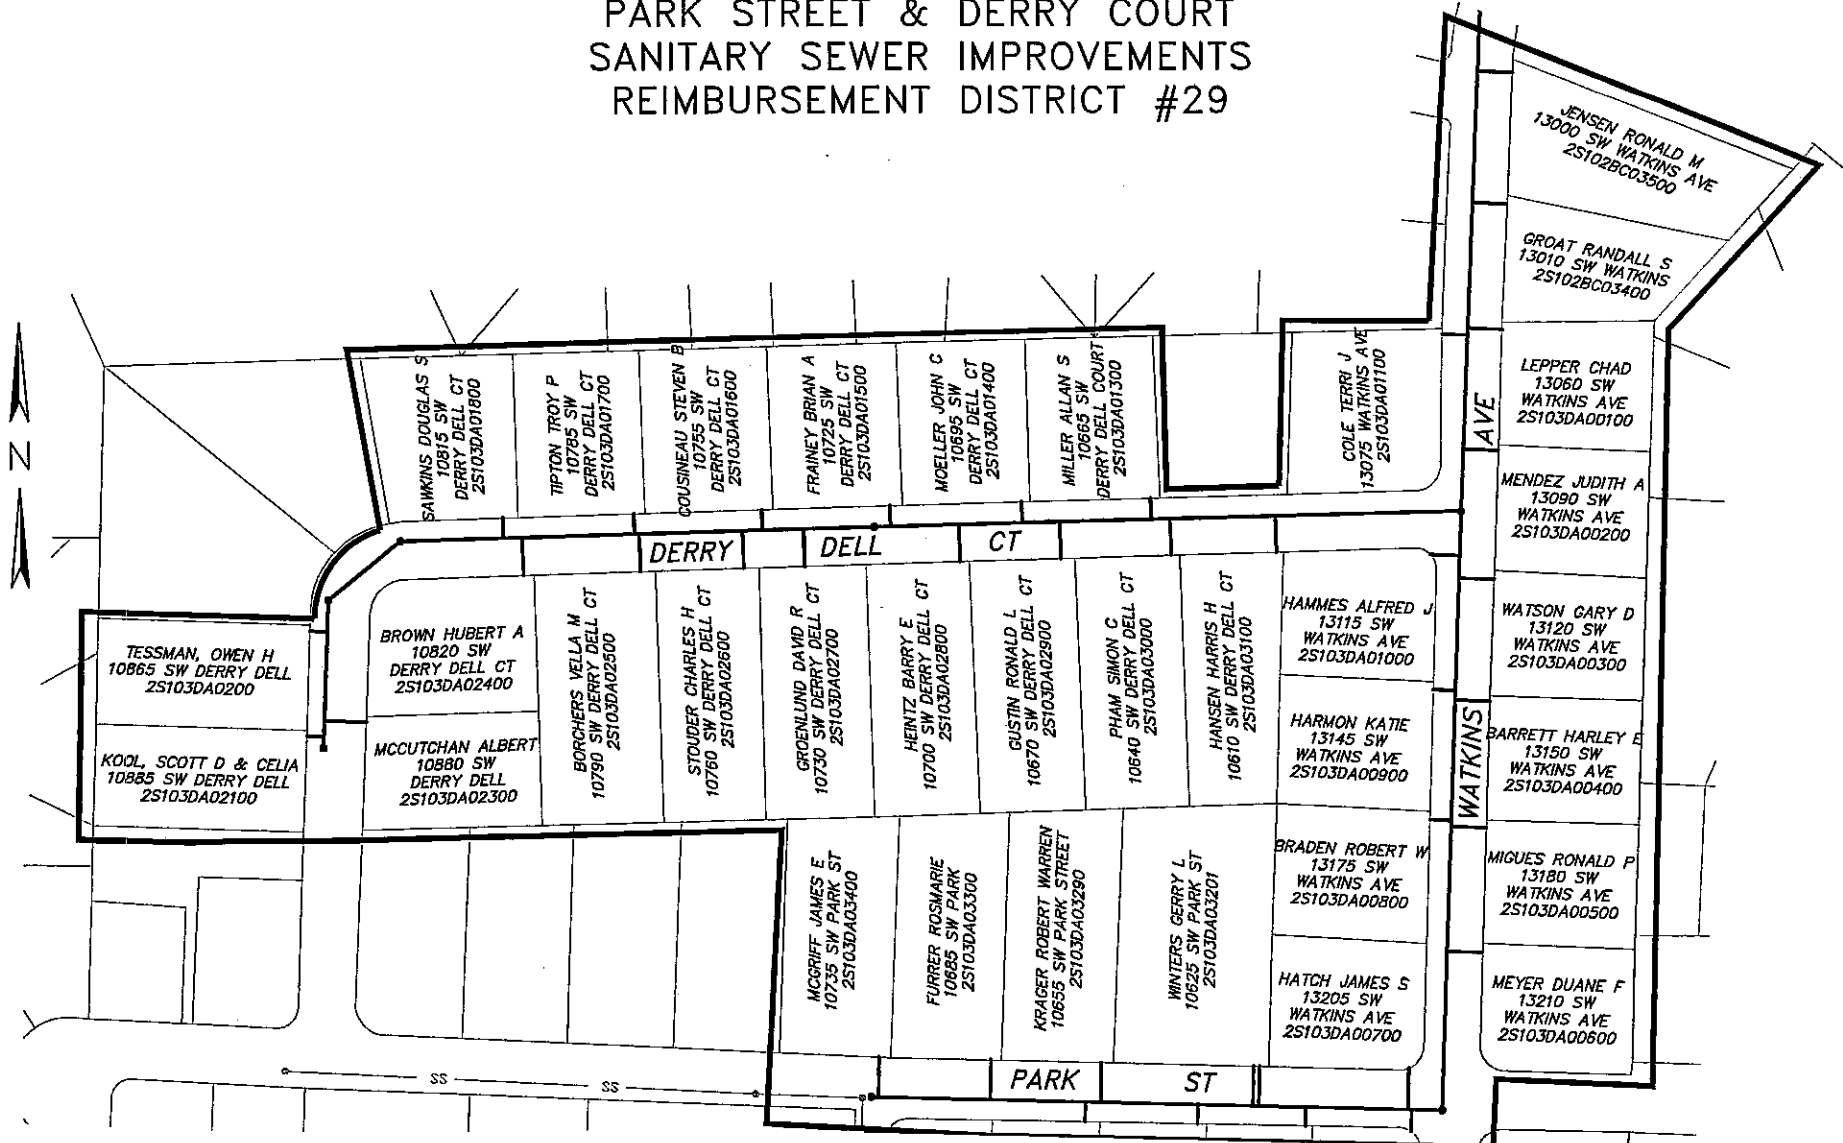 PARK STREET & DERRY COURT
SANITARY SEWER IMPROVEMENTS
REIMBURSEMENT DISTRICT #29
JENSEN RONALD M
13000 SW WATKINS AVE
2S102BC03500
GROAT RANDALL S
13010 SW WATKINS
2S102BC03400
N
SAWKINS DOUGLAS S
10815 SW
DERRY DELL CT
2S103DA01800
TIPTON TROY P
10785 SW
DERRY DELL CT
2S103DA01700
COUSINEAU STEVEN B
10755 SW
DERRY DELL CT
2S103DA01600
FRAINEY BRIAN A
10725 SW
DERRY DELL CT
2S103DA01500
MOELLER JOHN C
10695 SW
DERRY DELL CT
2S103DA01400
MILLER ALLAN S
10665 SW
DERRY DELL COURT
2S103DA01300
COLE TERRI J
13075 WATKINS AVE
2S103DA01100
AVE
LEPPER CHAD
13060 SW
WATKINS AVE
2S103DA00100
MENDEZ JUDITH A
13090 SW
WATKINS AVE
2S103DA00200
DERRY DELL CT
TESSMAN, OWEN H
10865 SW DERRY DELL
2S103DA0200
BROWN HUBERT A
10820 SW
DERRY DELL CT
2S103DA02400
BORCHERS VELLA M
10790 SW DERRY DELL CT
2S103DA02500
STOUDER CHARLES H
10760 SW DERRY DELL CT
2S103DA02600
GROENLUND DAVID R
10730 SW DERRY DELL CT
2S103DA02700
HEINTZ BARRY E
10700 SW DERRY DELL CT
2S103DA02800
GUSTIN RONALD L
10670 SW DERRY DELL CT
2S103DA02900
PHAM SIMON C
10640 SW DERRY DELL CT
2S103DA03000
HANSEN HARRIS H
10610 SW DERRY DELL CT
2S103DA03100
HAMMES ALFRED J
13115 SW
WATKINS AVE
2S103DA01000
WATSON GARY D
13120 SW
WATKINS AVE
2S103DA00300
KOOL, SCOTT D & CELIA
10885 SW DERRY DELL
2S103DA02100
MCCUTCHAN ALBERT
10880 SW
DERRY DELL
2S103DA02300
HARMON KATIE
13145 SW
WATKINS AVE
2S103DA00900
WATKINS
BARRETT HARLEY E
13150 SW
WATKINS AVE
2S103DA00400
MCGRIFF JAMES E
10735 SW PARK ST
2S103DA03400
FURRER ROSMARIE
10685 SW PARK
2S103DA03300
KRAGER ROBERT WARREN
10655 SW PARK STREET
2S103DA03290
WINTERS GERRY L
10625 SW PARK ST
2S103DA03201
BRADEN ROBERT W
13175 SW
WATKINS AVE
2S103DA00800
MIGUES RONALD P
13180 SW
WATKINS AVE
2S103DA00500
HATCH JAMES S
13205 SW
WATKINS AVE
2S103DA00700
MEYER DUANE F
13210 SW
WATKINS AVE
2S103DA00600
SS SS
PARK ST